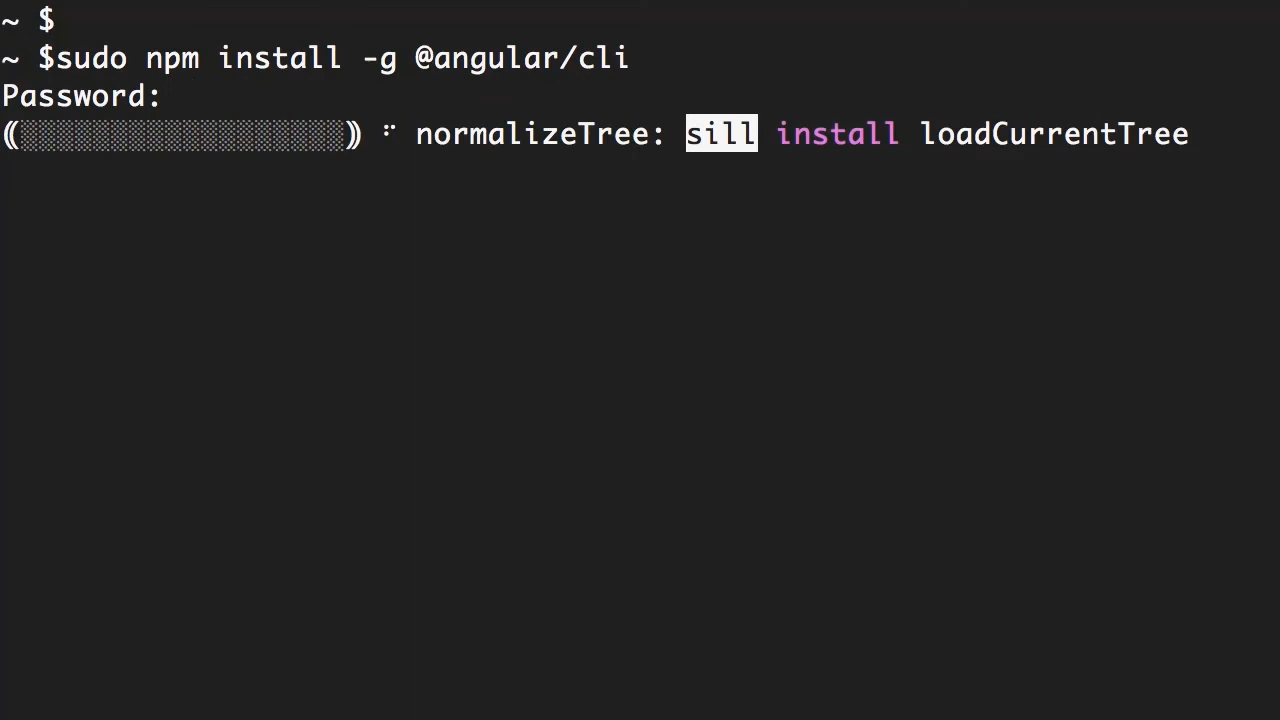 ~ $
~ $sudo npm install -g @angular/cli
Password:
⸨░░░░░░░░░░░░░░░░░░⸩ ⠋ normalizeTree: sill install loadCurrentTree